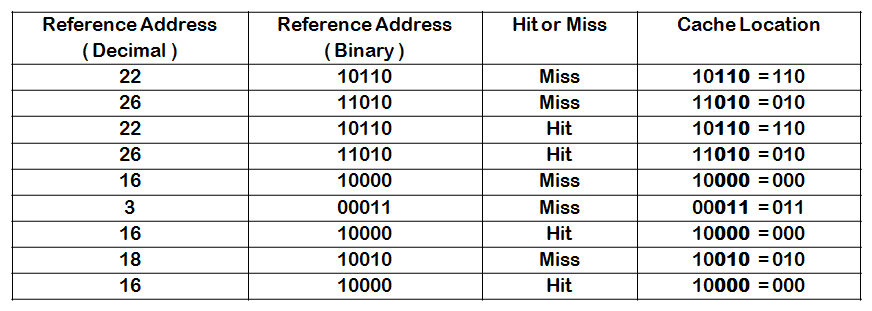 Reference Address ( Decimal ) Reference Address ( Binary ) Hit or Miss Cache Location
22 10110 Miss 10110 = 110
26 11010 Miss 11010 = 010
22 10110 Hit 10110 = 110
26 11010 Hit 11010 = 010
16 10000 Miss 10000 = 000
3 00011 Miss 00011 = 011
16 10000 Hit 10000 = 000
18 10010 Miss 10010 = 010
16 10000 Hit 10000 = 000